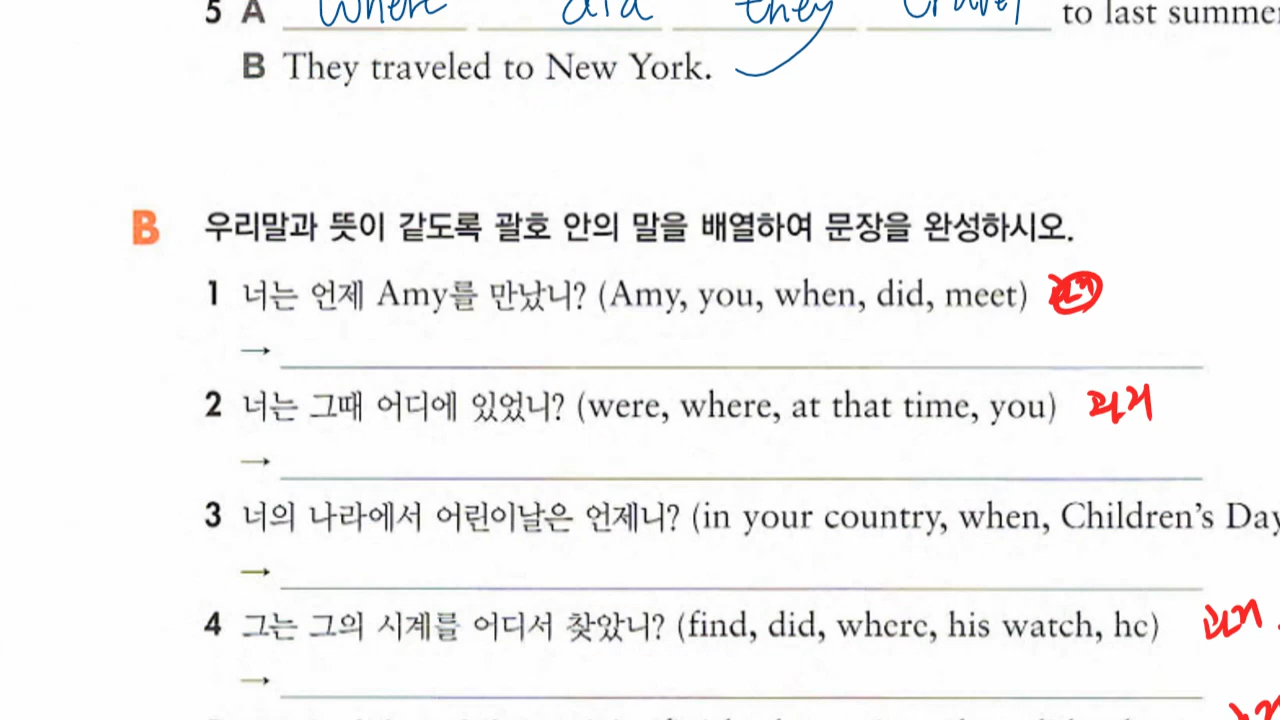 5 A Where did they travel to last summe
B They traveled to New York.
B 우리말과 뜻이 같도록 괄호 안의 말을 배열하여 문장을 완성하시오.
1 너는 언제 Amy를 만났니? (Amy, you, when, did, meet) 과거
→
2 너는 그때 어디에 있었니? (were, where, at that time, you) 과거
→
3 너의 나라에서 어린이날은 언제니? (in your country, when, Children's Day
→
4 그는 그의 시계를 어디서 찾았니? (find, did, where, his watch, he) 과거
→